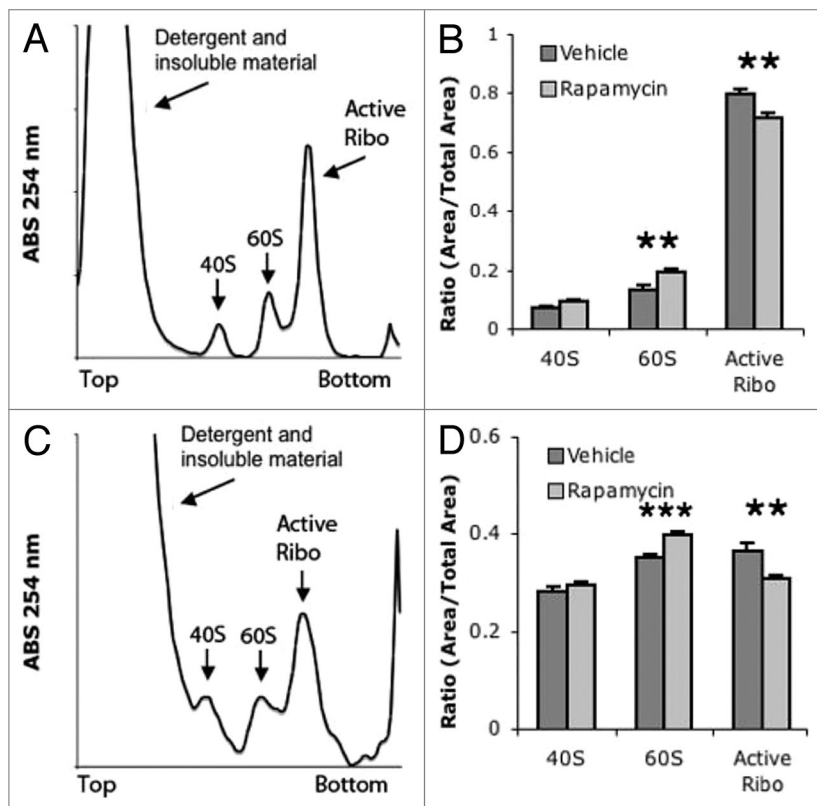 A
Detergent and
insoluble material
Active
Ribo
60S
40S
ABS 254 nm
Top
Bottom
B
Ratio (Area/Total Area)
1
0.8
0.6
0.4
0.2
0
Vehicle
Rapamycin
**
**
40S
60S
Active
Ribo
C
Detergent and
insoluble material
Active
Ribo
40S
60S
ABS 254 nm
Top
Bottom
D
Ratio (Area/Total Area)
0.6
0.4
0.2
0
Vehicle
Rapamycin
***
**
40S
60S
Active
Ribo